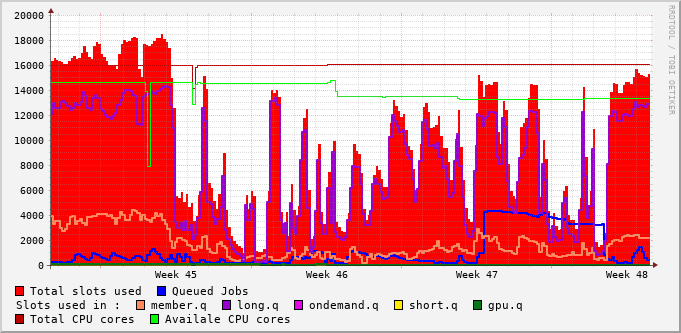 RRDTOOL / TOBI OETIKER
20000
18000
16000
14000
12000
10000
8000
6000
4000
2000
0
Week 45 Week 46 Week 47 Week 48
Total slots used Queued Jobs
Slots used in : member.q long.q ondemand.q short.q gpu.q
Total CPU cores Availale CPU cores